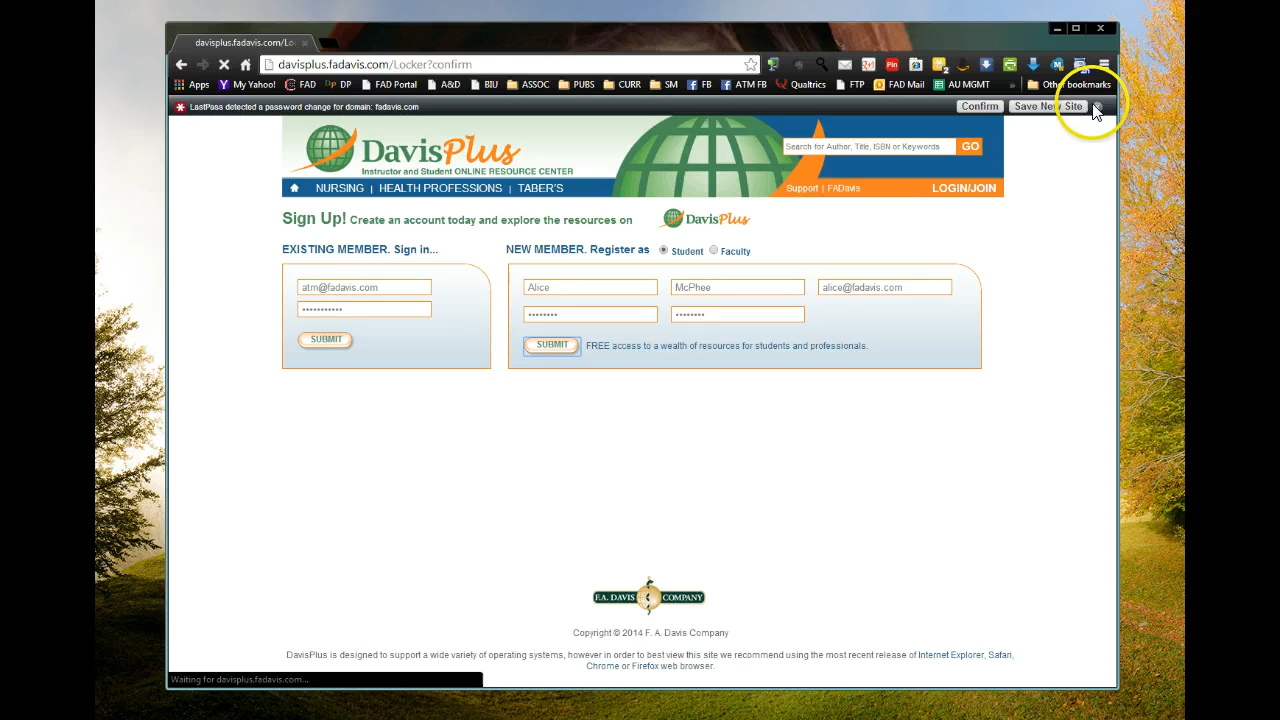 davisplus.fadavis.com/Lo
davisplus.fadavis.com/Locker?confirm
Apps My Yahoo! FAD DP FAD Portal A&D BIU ASSOC PUBS CURR SM FB ATM FB Qualtrics FTP FAD Mail AU MGMT » Other bookmarks
LastPass detected a password change for domain: fadavis.com Confirm Save New Site
DavisPlus
Instructor and Student ONLINE RESOURCE CENTER
Search for Author, Title, ISBN or Keywords GO
NURSING | HEALTH PROFESSIONS | TABER'S Support | FADavis LOGIN/JOIN
Sign Up! Create an account today and explore the resources on DavisPlus
EXISTING MEMBER. Sign in... NEW MEMBER. Register as Student Faculty
atm@fadavis.com Alice McPhee alice@fadavis.com
••••••••••• •••••••• ••••••••
SUBMIT SUBMIT FREE access to a wealth of resources for students and professionals.
F.A. DAVIS COMPANY
Copyright © 2014 F. A. Davis Company
DavisPlus is designed to support a wide variety of operating systems, however in order to best view this site we recommend using the most recent release of Internet Explorer, Safari,
Chrome or Firefox web browser.
Waiting for davisplus.fadavis.com...